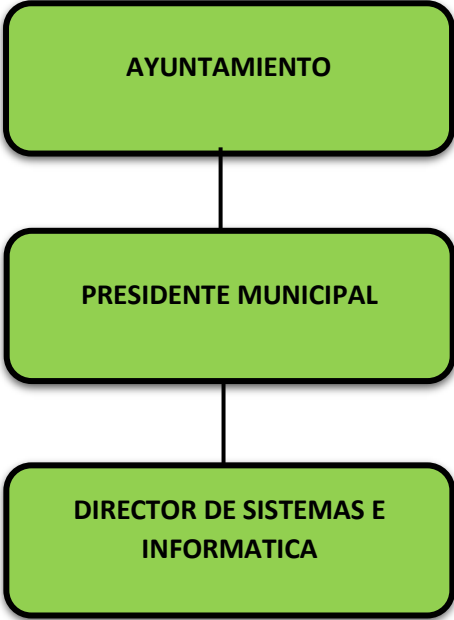 AYUNTAMIENTO
PRESIDENTE MUNICIPAL
DIRECTOR DE SISTEMAS E
INFORMATICA